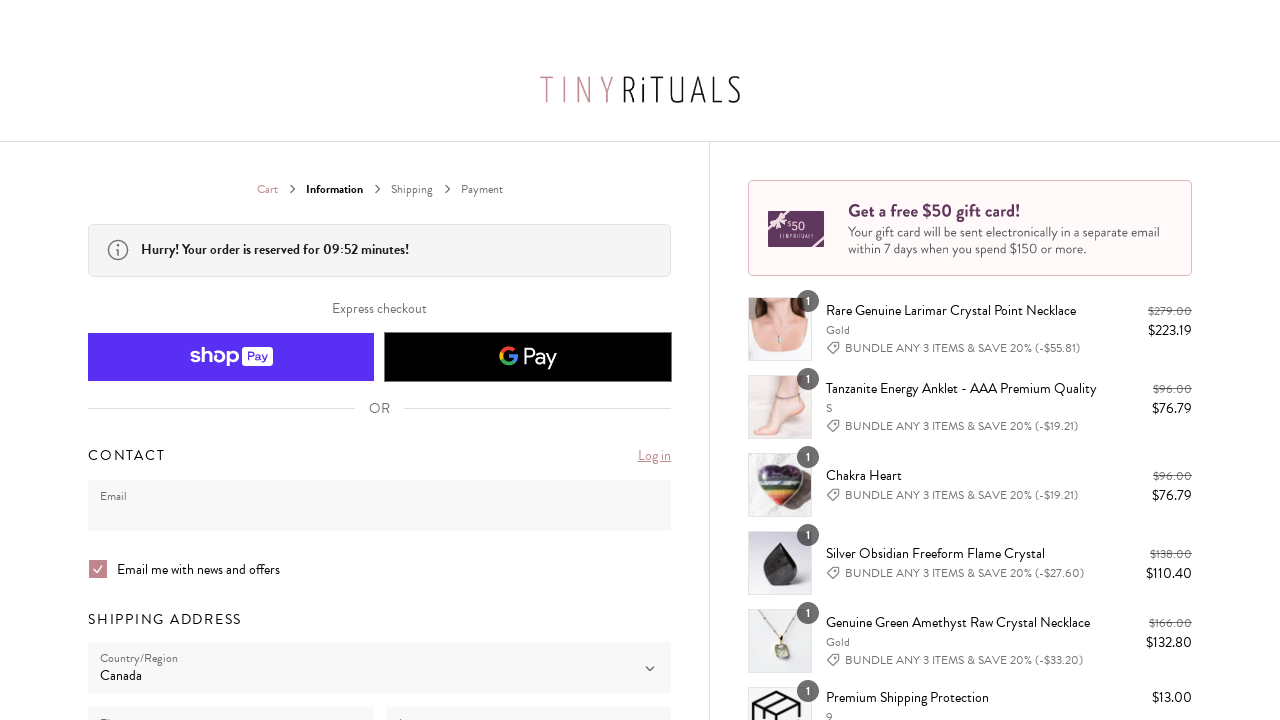 TINYRiTUALS
Cart
Information
Shipping
Payment
Hurry! Your order is reserved for 09:52 minutes!
Express checkout
shop Pay
G Pay
OR
CONTACT
Log in
Email
Email me with news and offers
SHIPPING ADDRESS
Country/Region
Canada
$50
TINYRITUALS
Get a free $50 gift card!
Your gift card will be sent electronically in a separate email
within 7 days when you spend $150 or more.
1
Rare Genuine Larimar Crystal Point Necklace
$279.00
Gold
$223.19
BUNDLE ANY 3 ITEMS & SAVE 20% (-$55.81)
1
Tanzanite Energy Anklet - AAA Premium Quality
$96.00
S
$76.79
BUNDLE ANY 3 ITEMS & SAVE 20% (-$19.21)
1
Chakra Heart
$96.00
BUNDLE ANY 3 ITEMS & SAVE 20% (-$19.21)
$76.79
1
Silver Obsidian Freeform Flame Crystal
$138.00
BUNDLE ANY 3 ITEMS & SAVE 20% (-$27.60)
$110.40
1
Genuine Green Amethyst Raw Crystal Necklace
$166.00
Gold
$132.80
BUNDLE ANY 3 ITEMS & SAVE 20% (-$33.20)
1
Premium Shipping Protection
$13.00
9